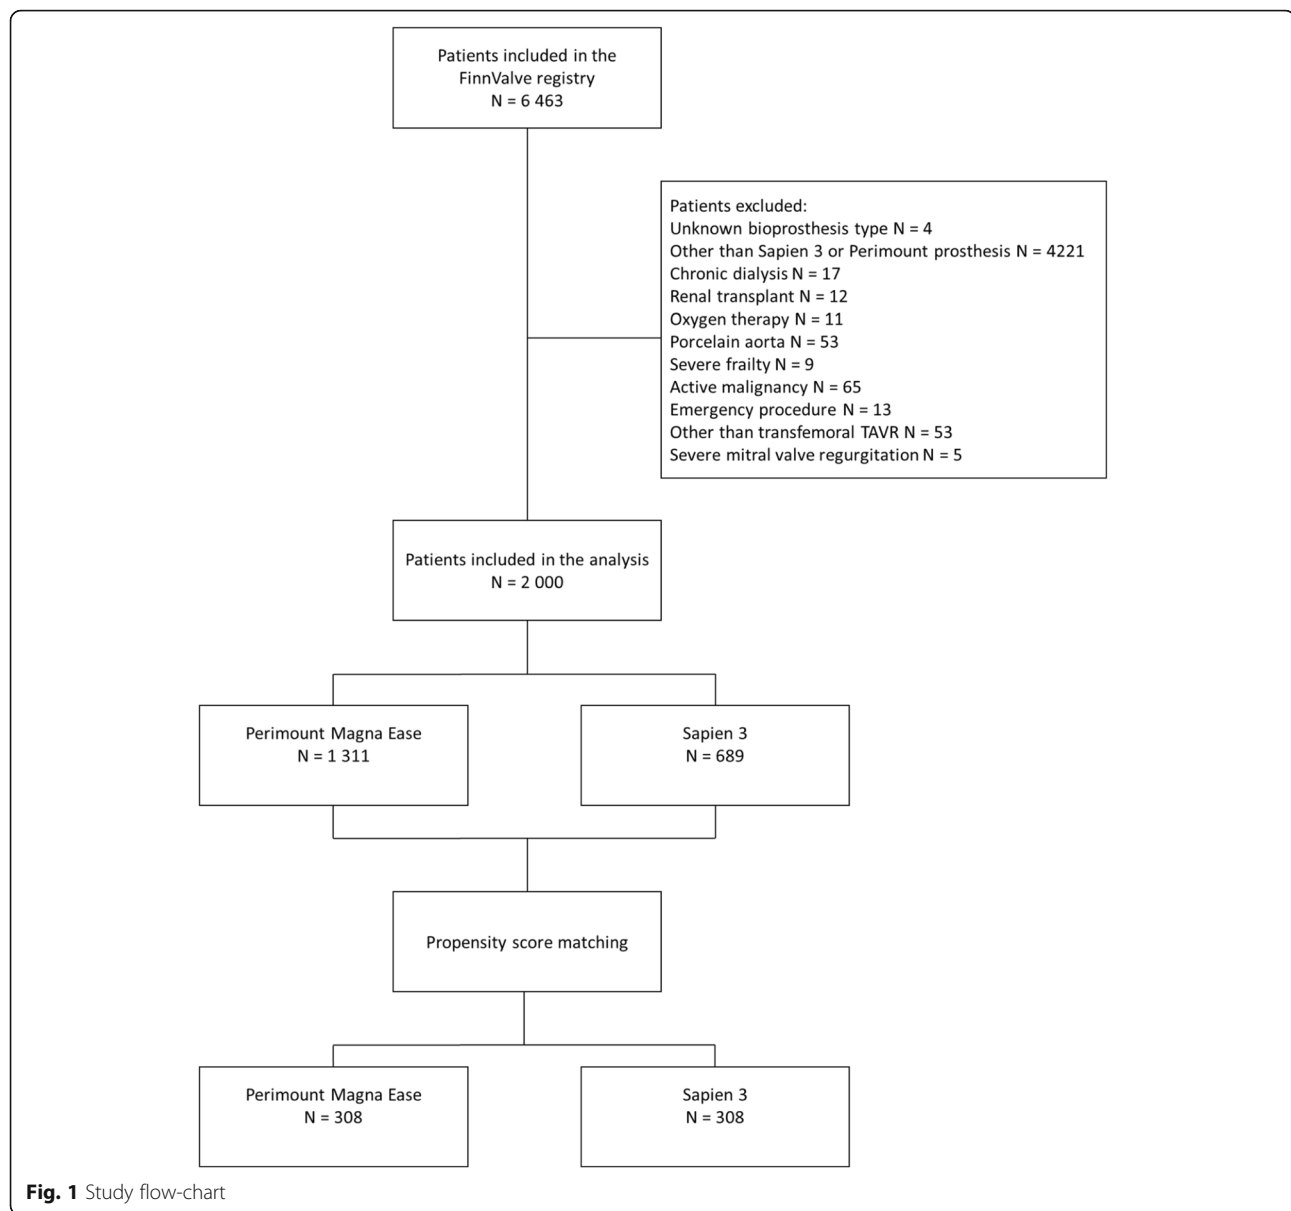 Patients included in the
FinnValve registry
N = 6 463
Patients excluded:
Unknown bioprosthesis type N = 4
Other than Sapien 3 or Perimount prosthesis N = 4221
Chronic dialysis N = 17
Renal transplant N = 12
Oxygen therapy N = 11
Porcelain aorta N = 53
Severe frailty N = 9
Active malignancy N = 65
Emergency procedure N = 13
Other than transfemoral TAVR N = 53
Severe mitral valve regurgitation N = 5
Patients included in the analysis
N = 2 000
Perimount Magna Ease
N = 1 311
Sapien 3
N = 689
Propensity score matching
Perimount Magna Ease
N = 308
Sapien 3
N = 308
Fig. 1 Study flow-chart